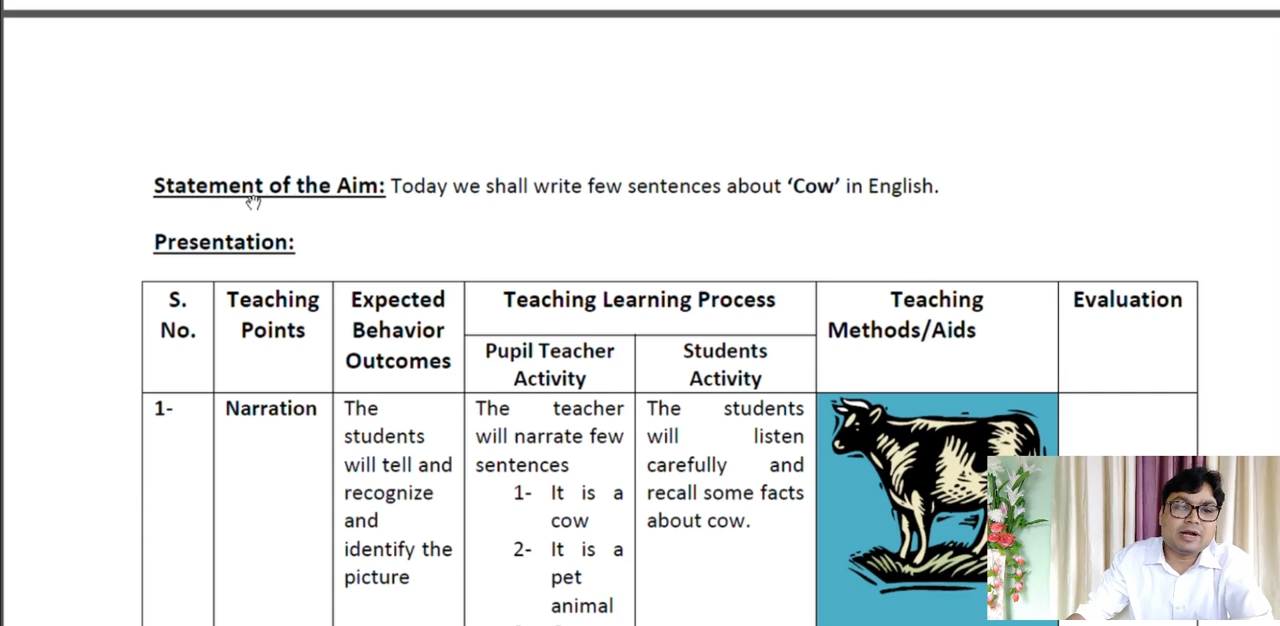 Statement of the Aim: Today we shall write few sentences about ‘Cow’ in English.
Presentation:
S. No.
Teaching Points
Expected Behavior Outcomes
Teaching Learning Process
Teaching Methods/Aids
Evaluation
Pupil Teacher Activity
Students Activity
1-
Narration
The
students
will tell and
recognize
and
identify the
picture
The teacher
will narrate few
sentences
1- It is a
cow
2- It is a
pet
animal
The students
will listen
carefully and
recall some facts
about cow.